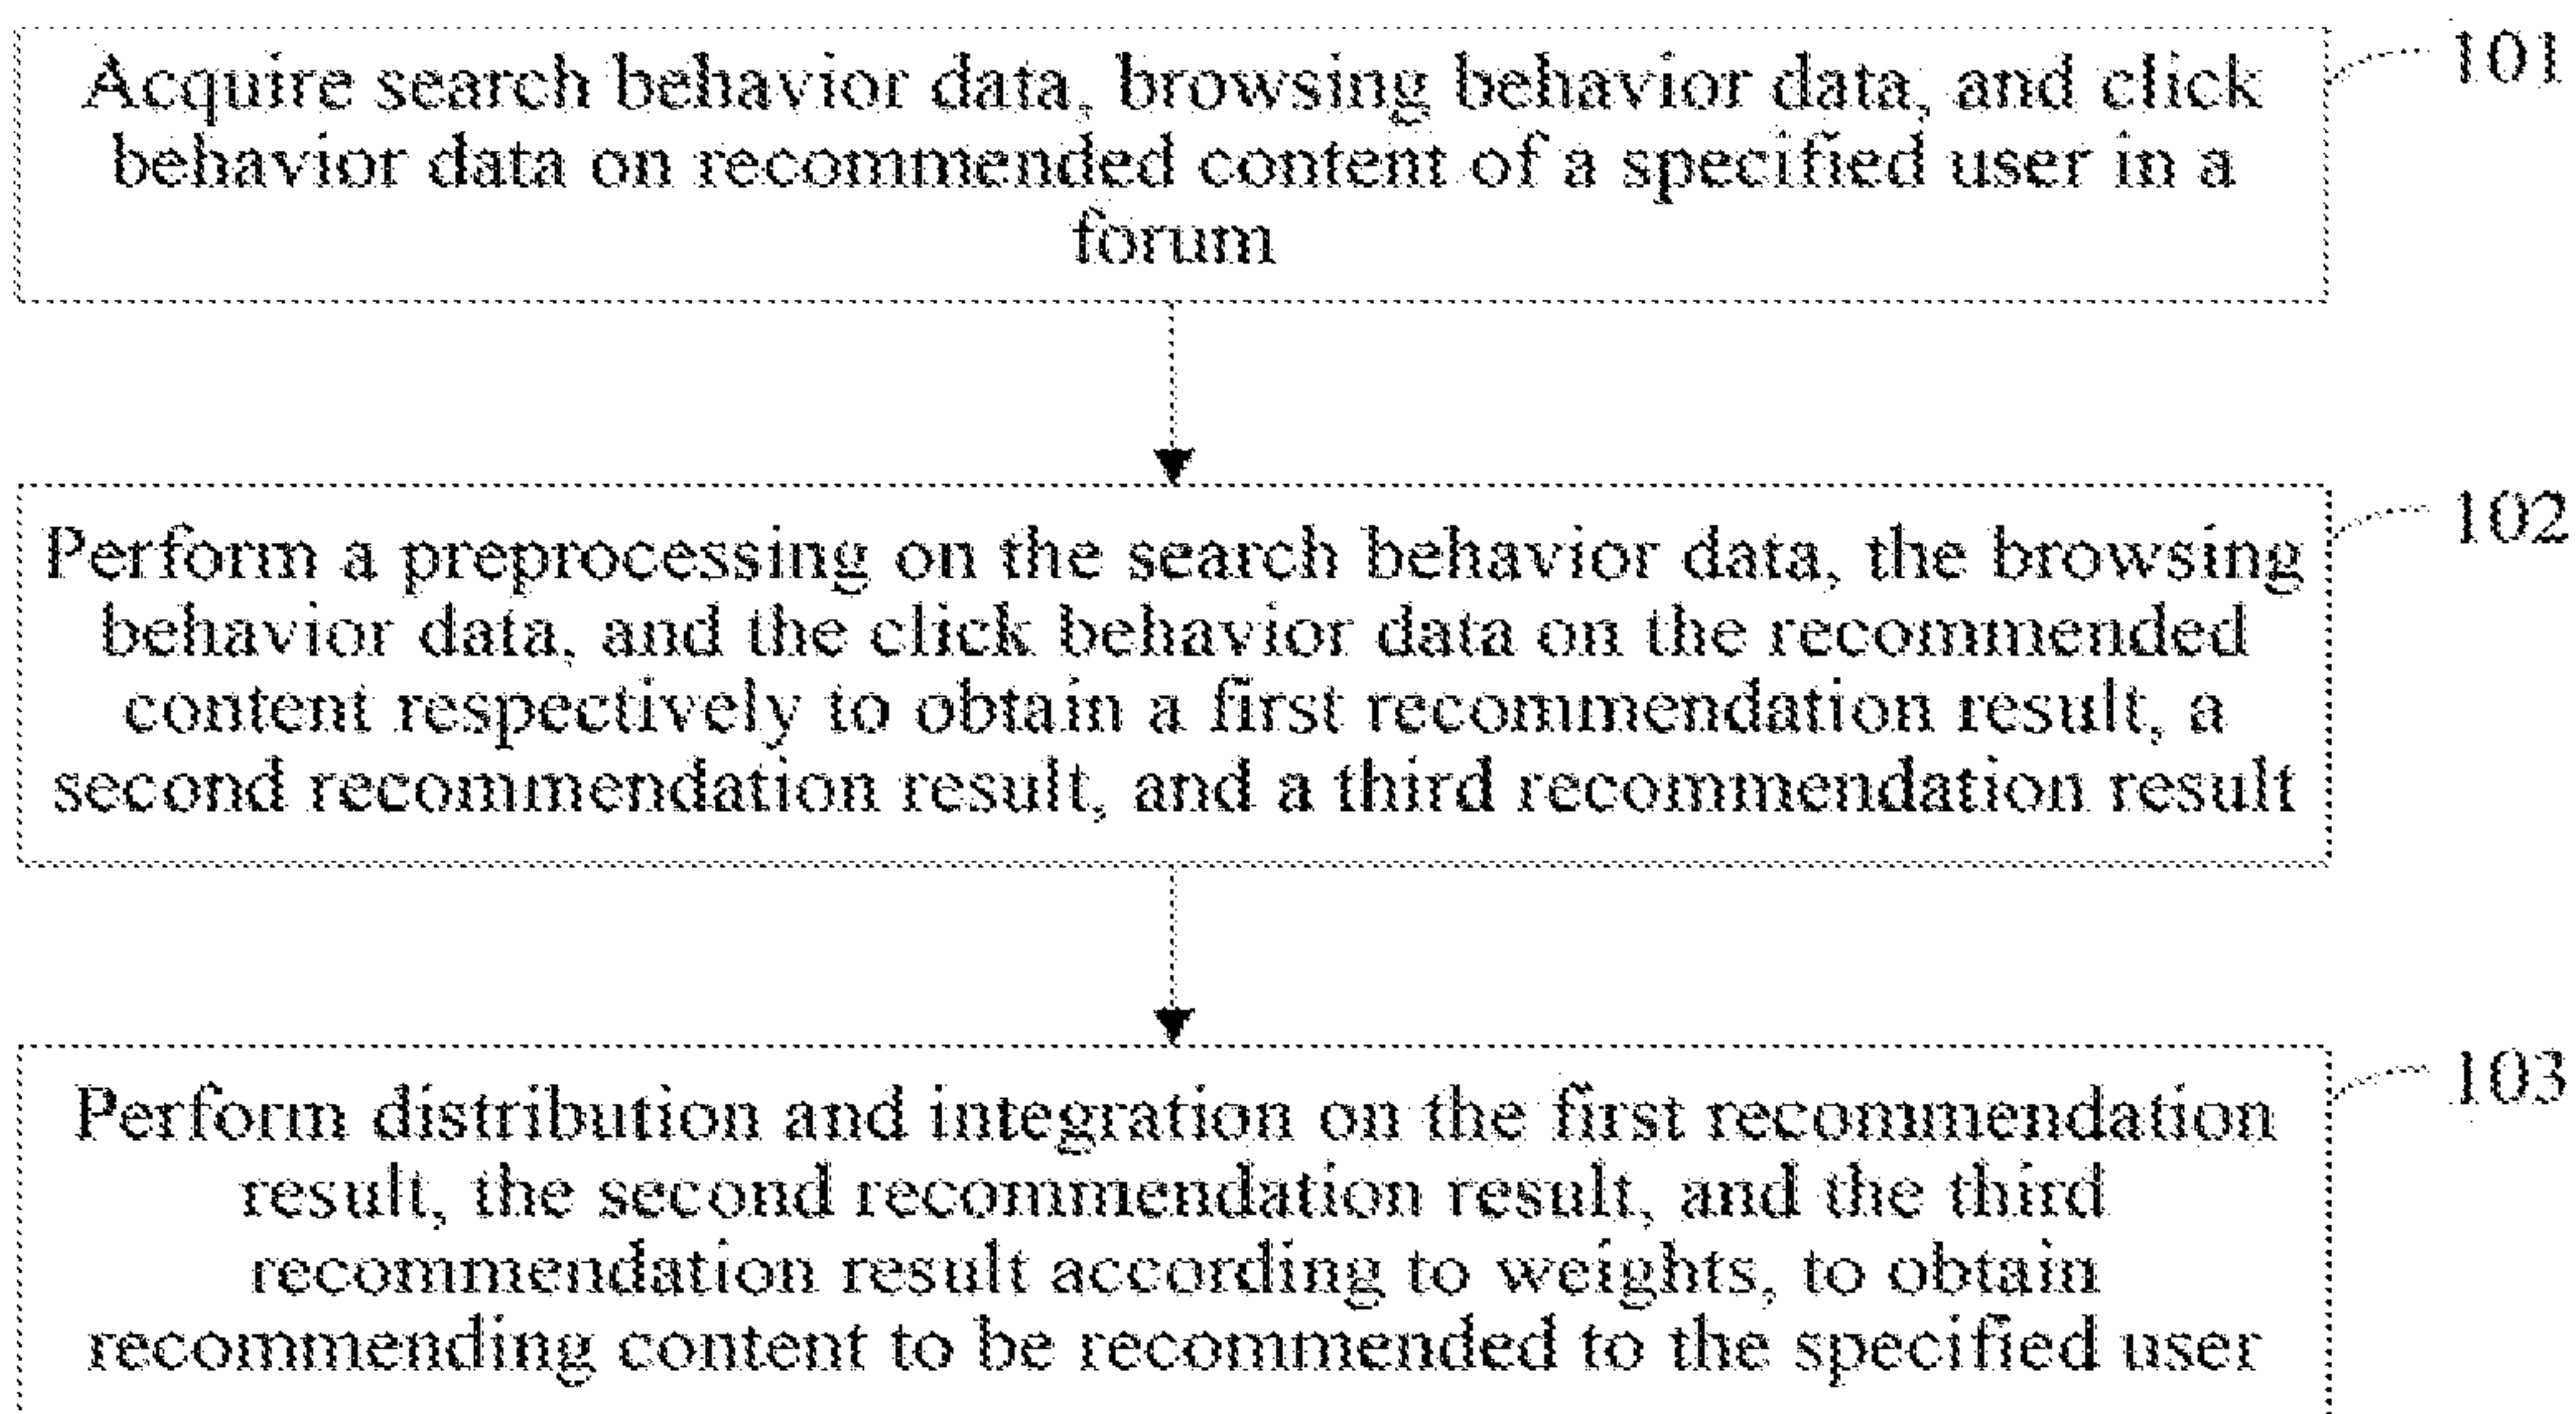 Acquire search behavior data, browsing behavior data, and click
behavior data on recommended content of a specified user in a
forum
101
Perform a preprocessing on the search behavior data, the browsing
behavior data, and the click behavior data on the recommended
content respectively to obtain a first recommendation result, a
second recommendation result, and a third recommendation result
102
Perform distribution and integration on the first recommendation
result, the second recommendation result, and the third
recommendation result according to weights, to obtain
recommending content to be recommended to the specified user
103